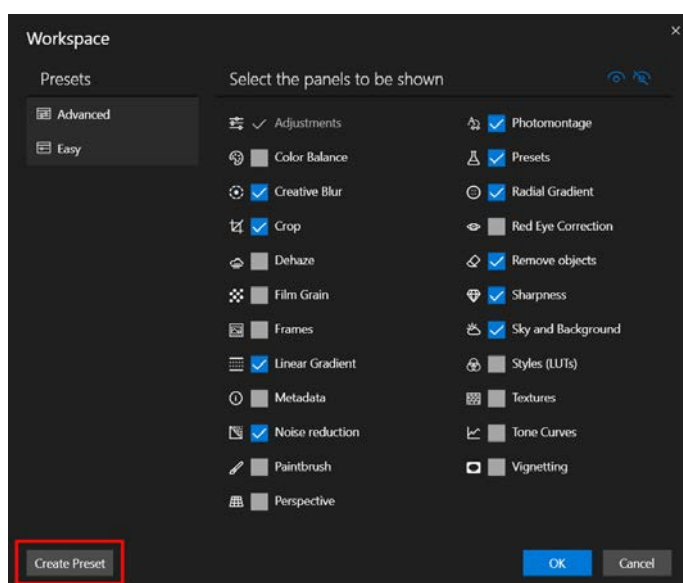 Workspace
Presets
Advanced
Easy
Select the panels to be shown
Adjustments
Color Balance
Creative Blur
Crop
Dehaze
Film Grain
Frames
Linear Gradient
Metadata
Noise reduction
Paintbrush
Perspective
Photomontage
Presets
Radial Gradient
Red Eye Correction
Remove objects
Sharpness
Sky and Background
Styles (LUTs)
Textures
Tone Curves
Vignetting
Create Preset
OK
Cancel